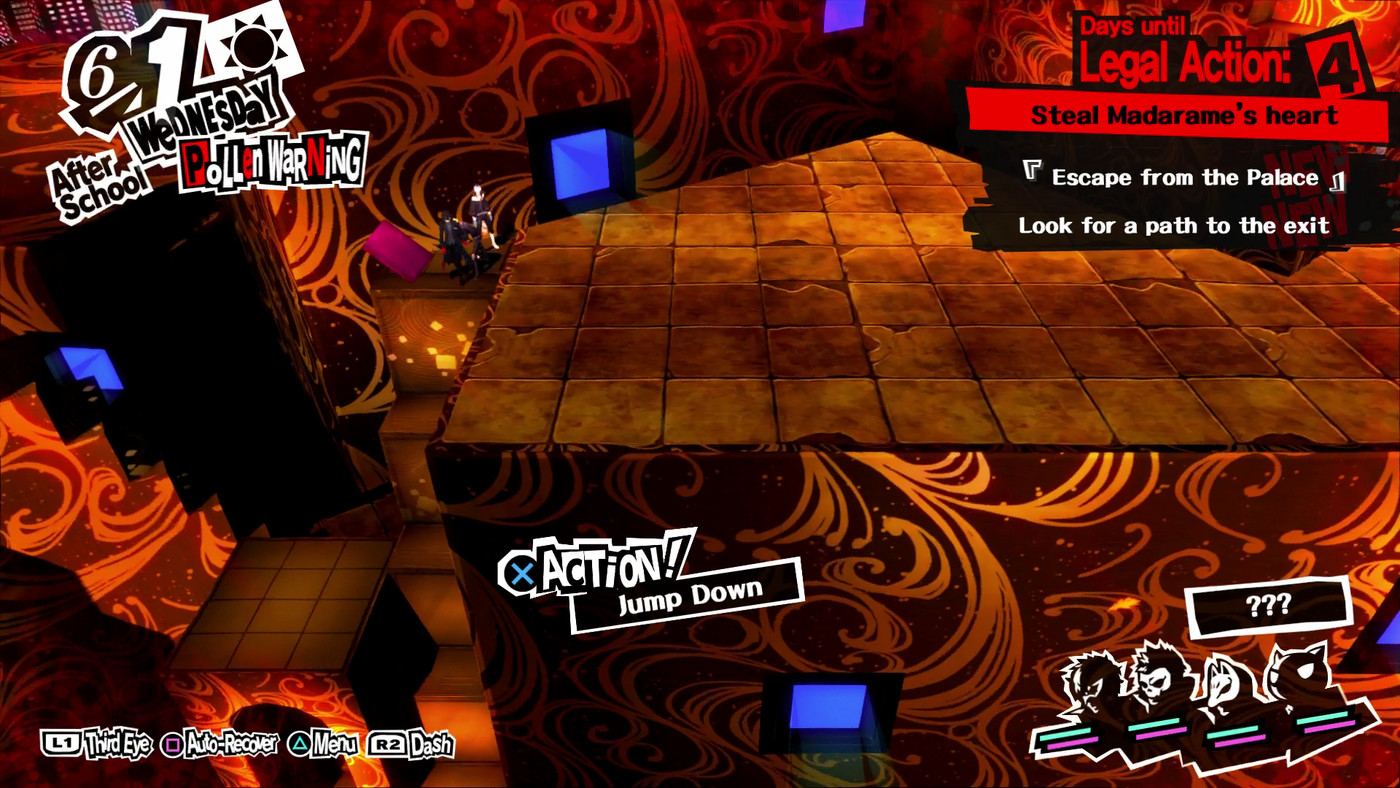 6/1
WEDNESDAY
After School
Pollen Warning
Days until
Legal Action: 4
Steal Madarame's heart
『Escape from the Palace』
NEW
Look for a path to the exit
NEW
ACTION!!
Jump Down
???
L1 Third Eye Auto-Recover Menu R2 Dash